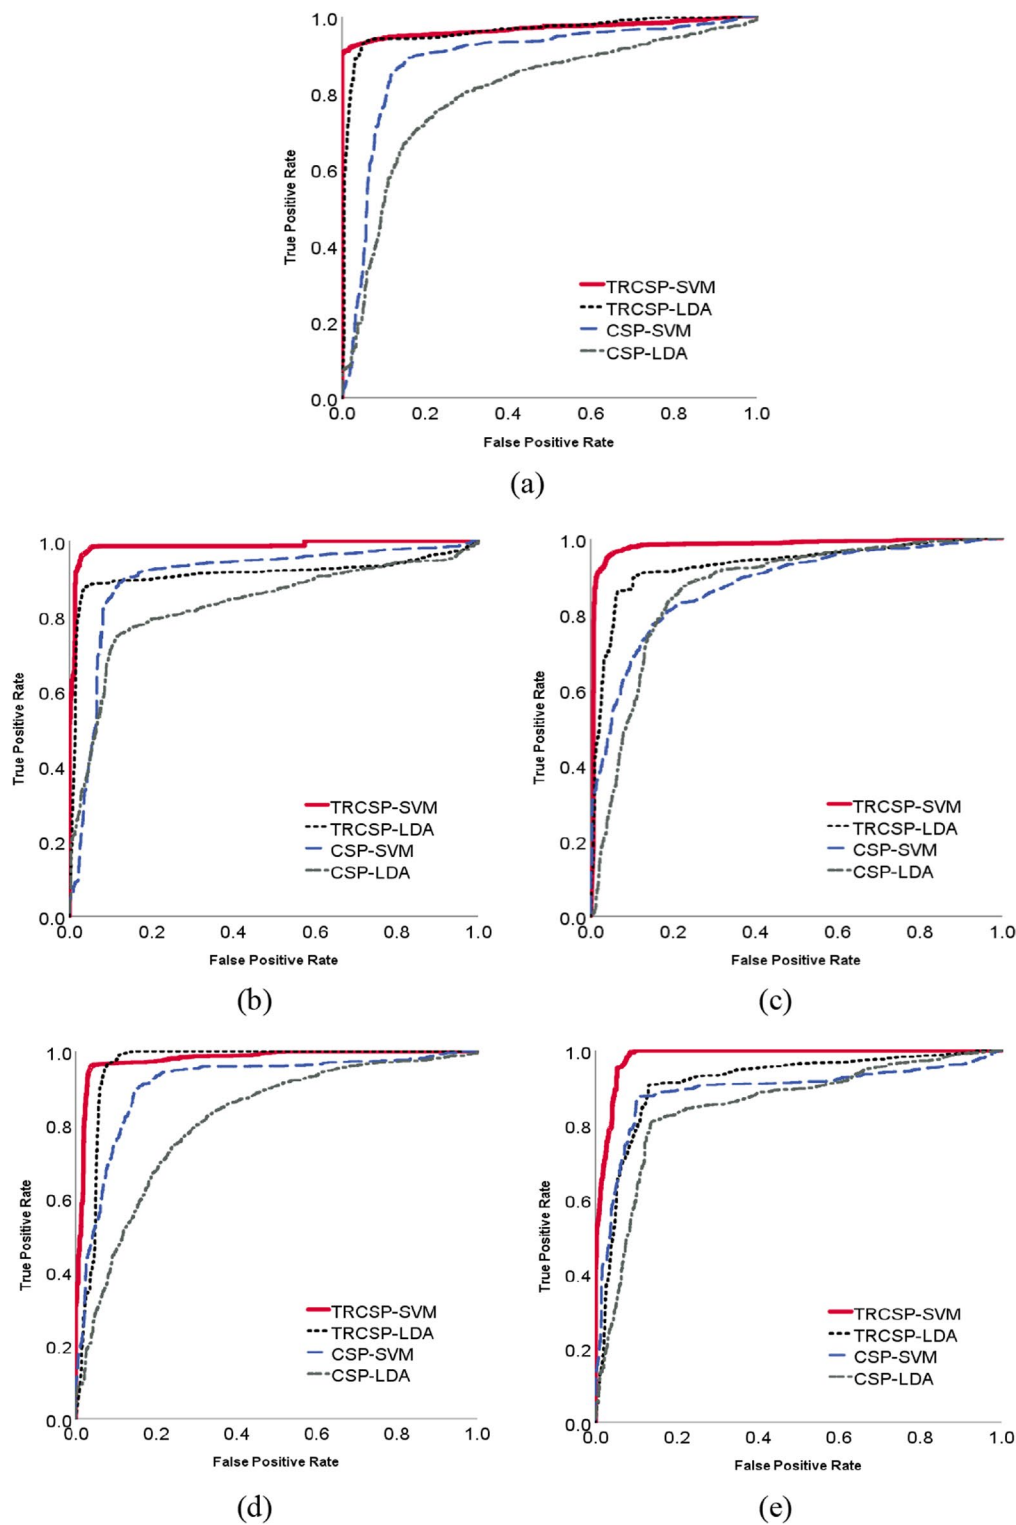 1.0
0.8
0.6
0.4
0.2
0.0
True Positive Rate
TRCSP-SVM
TRCSP-LDA
CSP-SVM
CSP-LDA
0.0 0.2 0.4 0.6 0.8 1.0
False Positive Rate
(a)
1.0
0.8
0.6
0.4
0.2
0.0
True Positive Rate
TRCSP-SVM
TRCSP-LDA
CSP-SVM
CSP-LDA
0.0 0.2 0.4 0.6 0.8 1.0
False Positive Rate
(b)
1.0
0.8
0.6
0.4
0.2
0.0
True Positive Rate
TRCSP-SVM
TRCSP-LDA
CSP-SVM
CSP-LDA
0.0 0.2 0.4 0.6 0.8 1.0
False Positive Rate
(c)
1.0
0.8
0.6
0.4
0.2
0.0
True Positive Rate
TRCSP-SVM
TRCSP-LDA
CSP-SVM
CSP-LDA
0.0 0.2 0.4 0.6 0.8 1.0
False Positive Rate
(d)
1.0
0.8
0.6
0.4
0.2
0.0
True Positive Rate
TRCSP-SVM
TRCSP-LDA
CSP-SVM
CSP-LDA
0.0 0.2 0.4 0.6 0.8 1.0
False Positive Rate
(e)